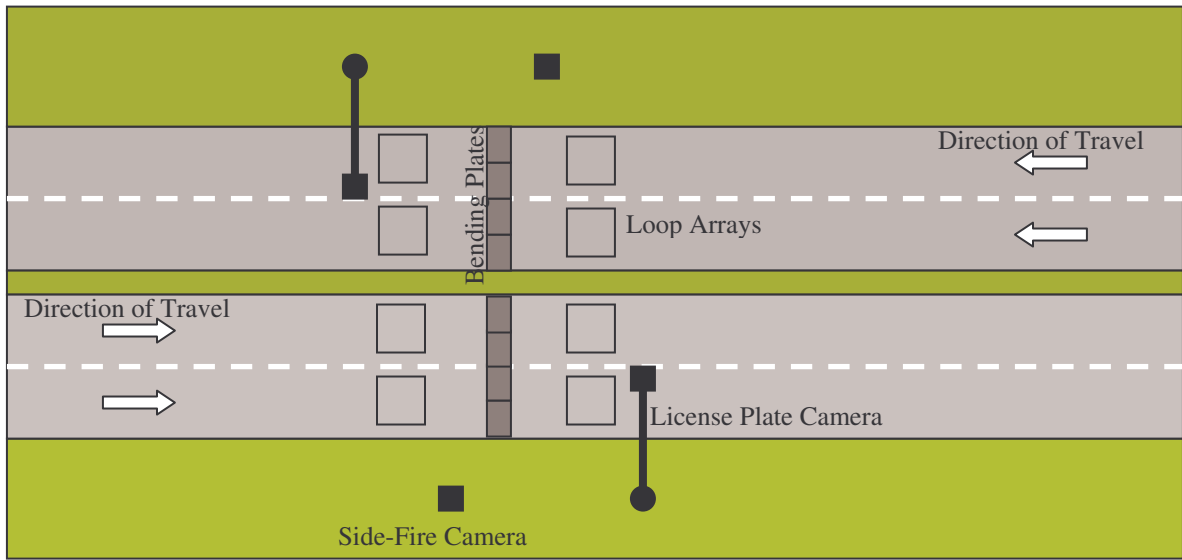 Direction of Travel
Bending Plates
Loop Arrays
Direction of Travel
License Plate Camera
Side-Fire Camera